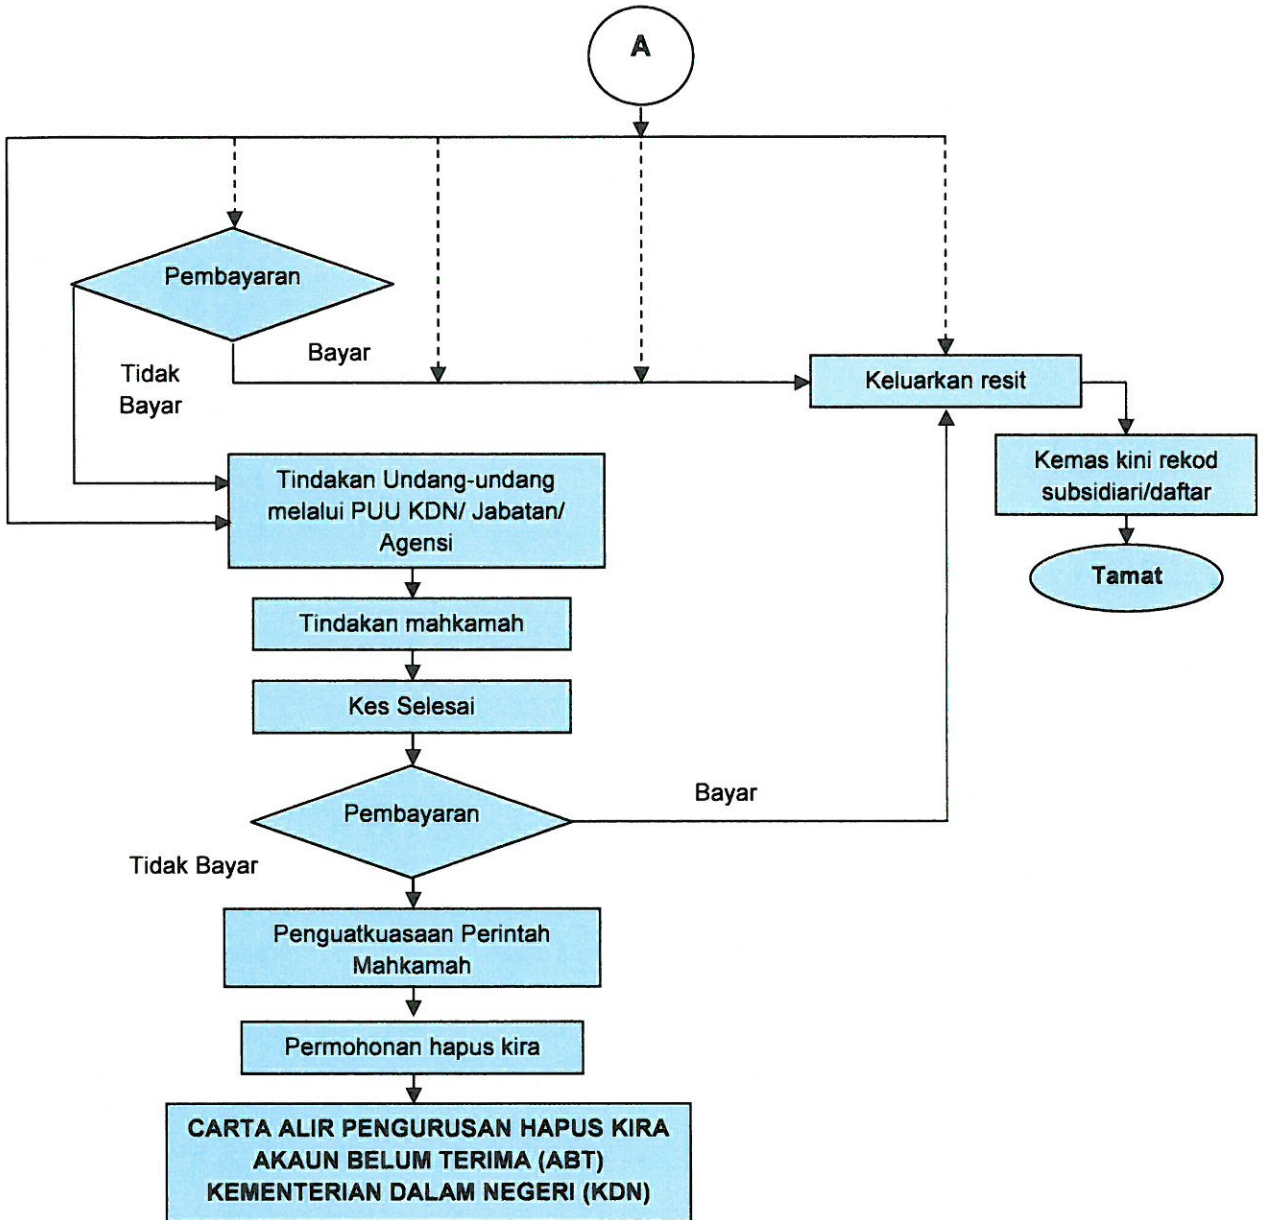 A
Pembayaran
Bayar
Tidak
Bayar
Keluarkan resit
Kemas kini rekod
subsidiari/daftar
Tamat
Tindakan Undang-undang
melalui PUU KDN/ Jabatan/
Agensi
Tindakan mahkamah
Kes Selesai
Pembayaran
Bayar
Tidak Bayar
Penguatkuasaan Perintah
Mahkamah
Permohonan hapus kira
CARTA ALIR PENGURUSAN HAPUS KIRA
AKAUN BELUM TERIMA (ABT)
KEMENTERIAN DALAM NEGERI (KDN)